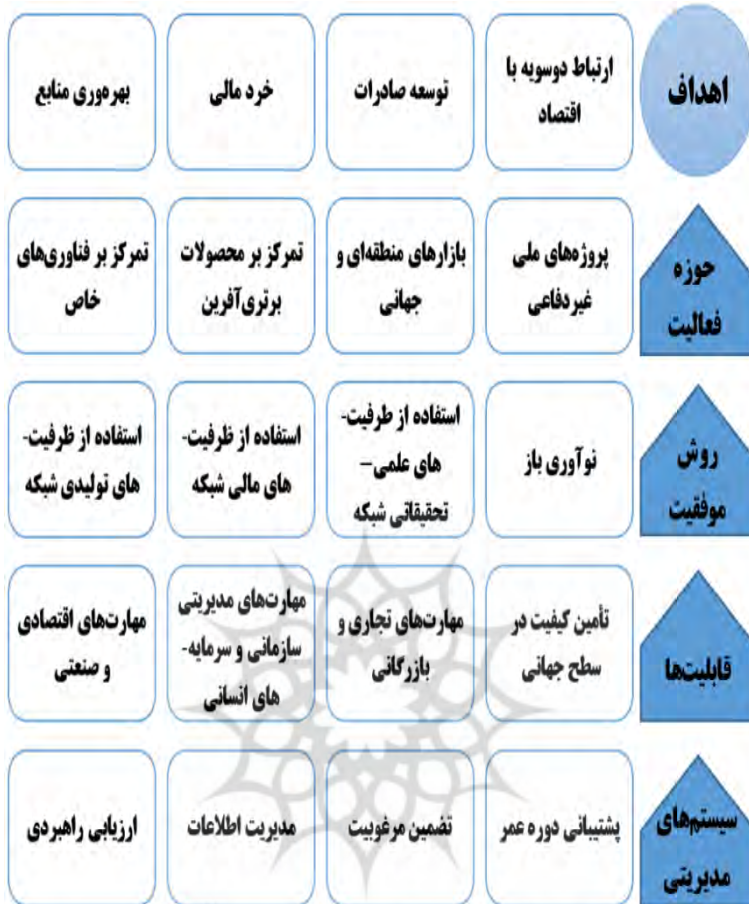 اهداف
ارتباط دوسویه با
اقتصاد
توسعه صادرات
خرد مالی
بهره‌وری منابع
حوزه
فعالیت
پروژه‌های ملی
غیردفاعی
بازارهای منطقه‌ای و
جهانی
تمرکز بر محصولات
برتری‌آفرین
تمرکز بر فناوری‌های
خاص
روش
موفقیت
نوآوری باز
استفاده از طرفیت-
های علمی–
تحقیقاتی شبکه
استفاده از ظرفیت-
های مالی شبکه
استفاده از ظرفیت-
های تولیدی شبکه
قابلیت‌ها
تأمین کیفیت در
سطح جهانی
مهارت‌های تجاری و
بازرگانی
مهارت‌های مدیریتی
سازمانی و سرمایه-
های انسانی
مهارت‌های اقتصادی
و صنعتی
سیستم‌های
مدیریتی
پشتیبانی دوره عمر
تضمین مرغوبیت
مدیریت اطلاعات
ارزیابی راهبردی